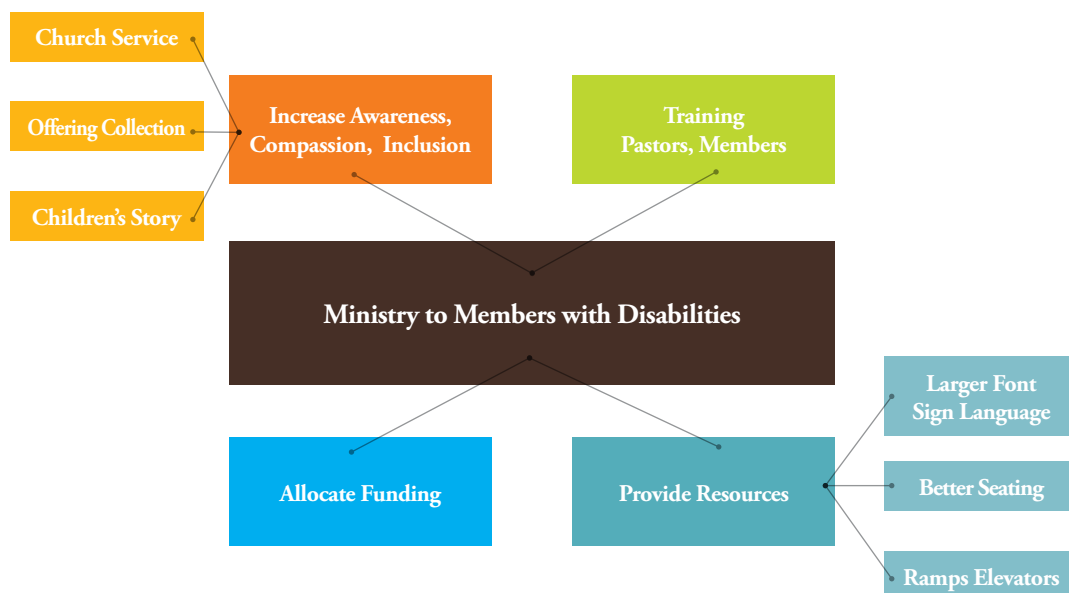 Church Service
Offering Collection
Children's Story
Increase Awareness,
Compassion, Inclusion
Training
Pastors, Members
Ministry to Members with Disabilities
Allocate Funding
Provide Resources
Larger Font
Sign Language
Better Seating
Ramps Elevators